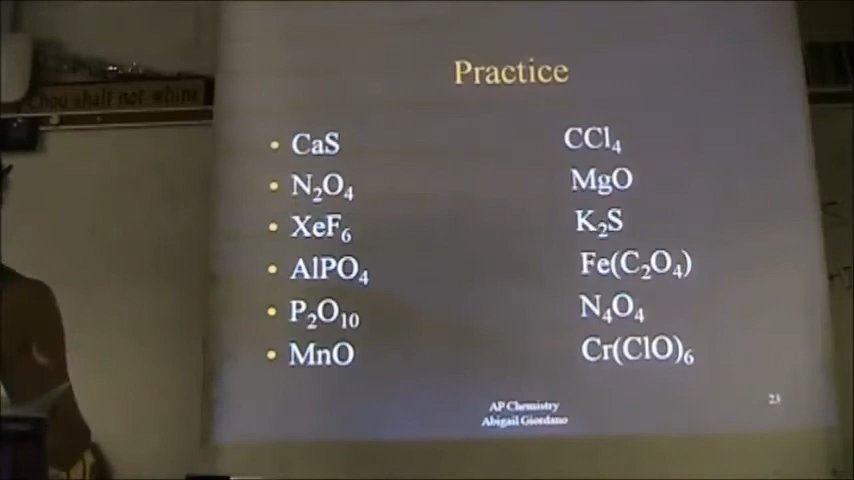 Practice
Thou shalt not whine
• CaS
• N₂O₄
• XeF₆
• AlPO₄
• P₂O₁₀
• MnO
CCl₄
MgO
K₂S
Fe(C₂O₄)
N₄O₄
Cr(ClO)₆
AP Chemistry
Abigail Giordano
23